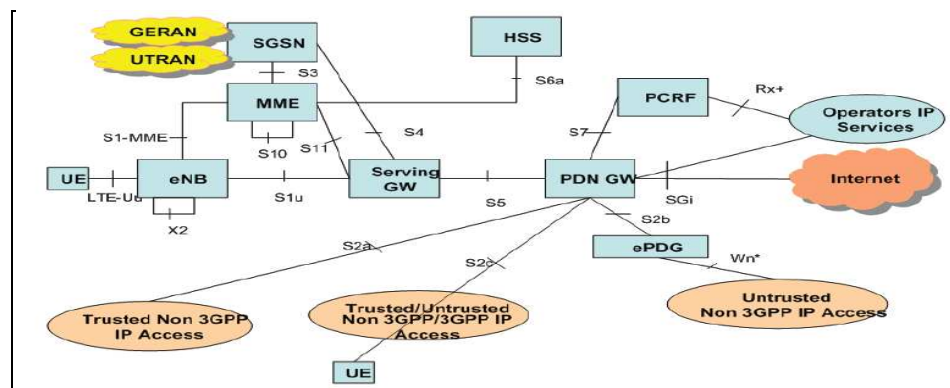 GERAN
UTRAN
SGSN
HSS
S3
S6a
MME
PCRF
Rx+
S1-MME
S10
S11
S4
S7
Operators IP
Services
UE
eNB
Serving
GW
PDN GW
Internet
LTE-Uu
S1u
S5
SGi
X2
S2a
S2c
S2b
ePDG
Wn*
Trusted Non 3GPP
IP Access
Trusted/Untrusted
Non 3GPP/3GPP IP
Access
Untrusted
Non 3GPP IP Access
UE